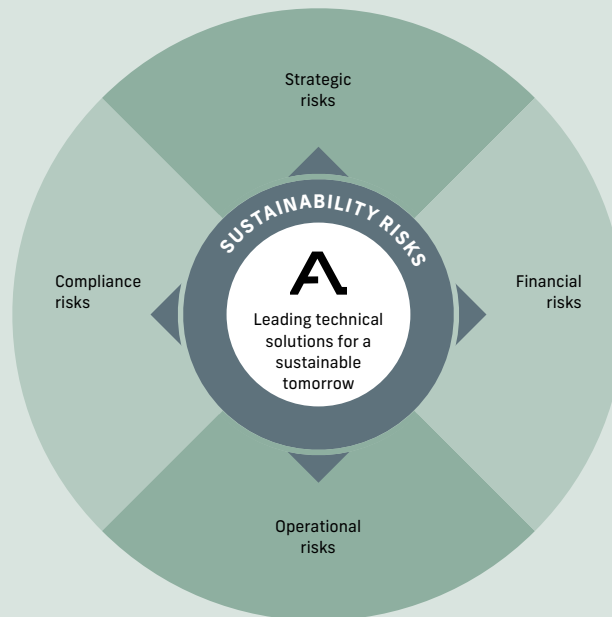 Strategic
risks
SUSTAINABILITY RISKS
Compliance
risks
Financial
risks
Leading technical
solutions for a
sustainable
tomorrow
Operational
risks